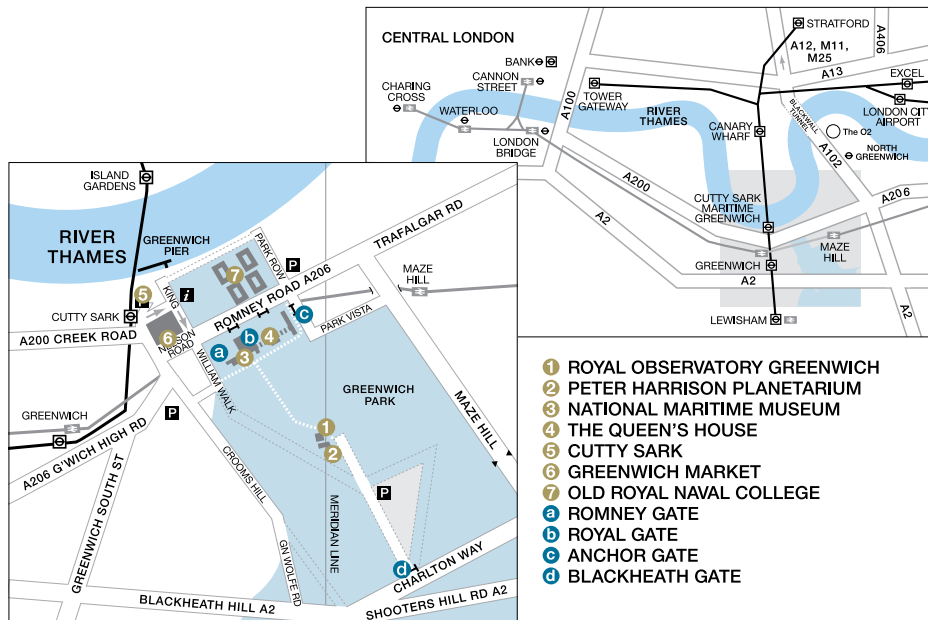 CENTRAL LONDON
STRATFORD
A12, M11,
M25
A406
A13
BANK
CANNON
STREET
CHARING
CROSS
WATERLOO
LONDON
BRIDGE
A100
TOWER
GATEWAY
RIVER
THAMES
CANARY
WHARF
BLACKWALL
TUNNEL
EXCEL
LONDON CITY
AIRPORT
The O2
NORTH
GREENWICH
A102
A200
A2
A206
CUTTY SARK
MARITIME
GREENWICH
MAZE
HILL
GREENWICH
A2
A2
LEWISHAM
ISLAND
GARDENS
RIVER
THAMES
GREENWICH
PIER
PARK ROW
TRAFALGAR RD
P
7
ROMNEY ROAD A206
MAZE
HILL
5
P
KING
i
CUTTY SARK
A200 CREEK ROAD
6
NELSON
ROAD
WILLIAM WALK
a
b
3
4
c
PARK VISTA
GREENWICH
PARK
MAZE HILL
GREENWICH
P
A206 G'WICH HIGH RD
GREENWICH SOUTH ST
CROOMS HILL
1
2
P
MERIDIAN LINE
GN WOLFE RD
d
CHARLTON WAY
BLACKHEATH HILL A2
SHOOTERS HILL RD A2
1 ROYAL OBSERVATORY GREENWICH
2 PETER HARRISON PLANETARIUM
3 NATIONAL MARITIME MUSEUM
4 THE QUEEN'S HOUSE
5 CUTTY SARK
6 GREENWICH MARKET
7 OLD ROYAL NAVAL COLLEGE
a ROMNEY GATE
b ROYAL GATE
c ANCHOR GATE
d BLACKHEATH GATE